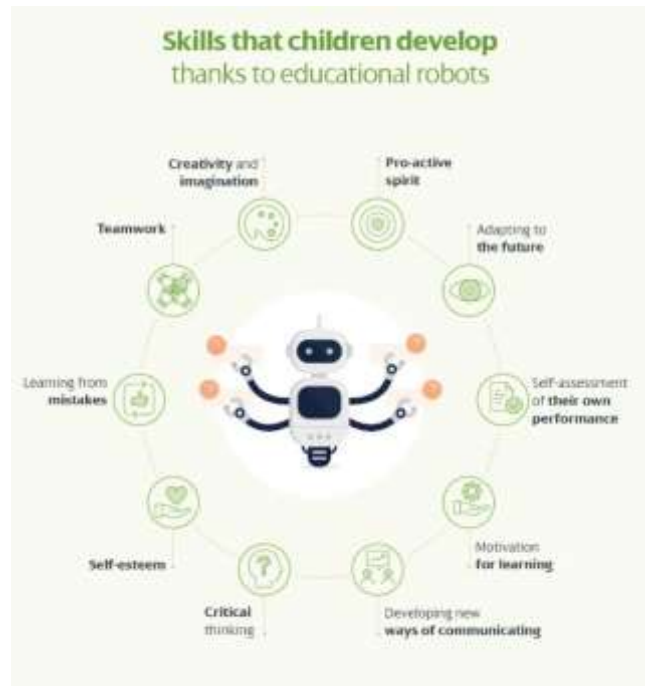 Skills that children develop
thanks to educational robots
Creativity and
imagination
Pro-active
spirit
Teamwork
Adapting to
the future
Learning from
mistakes
Self-assessment
of their own
performance
Self-esteem
Motivation
for learning
Critical
thinking
Developing new
ways of communicating